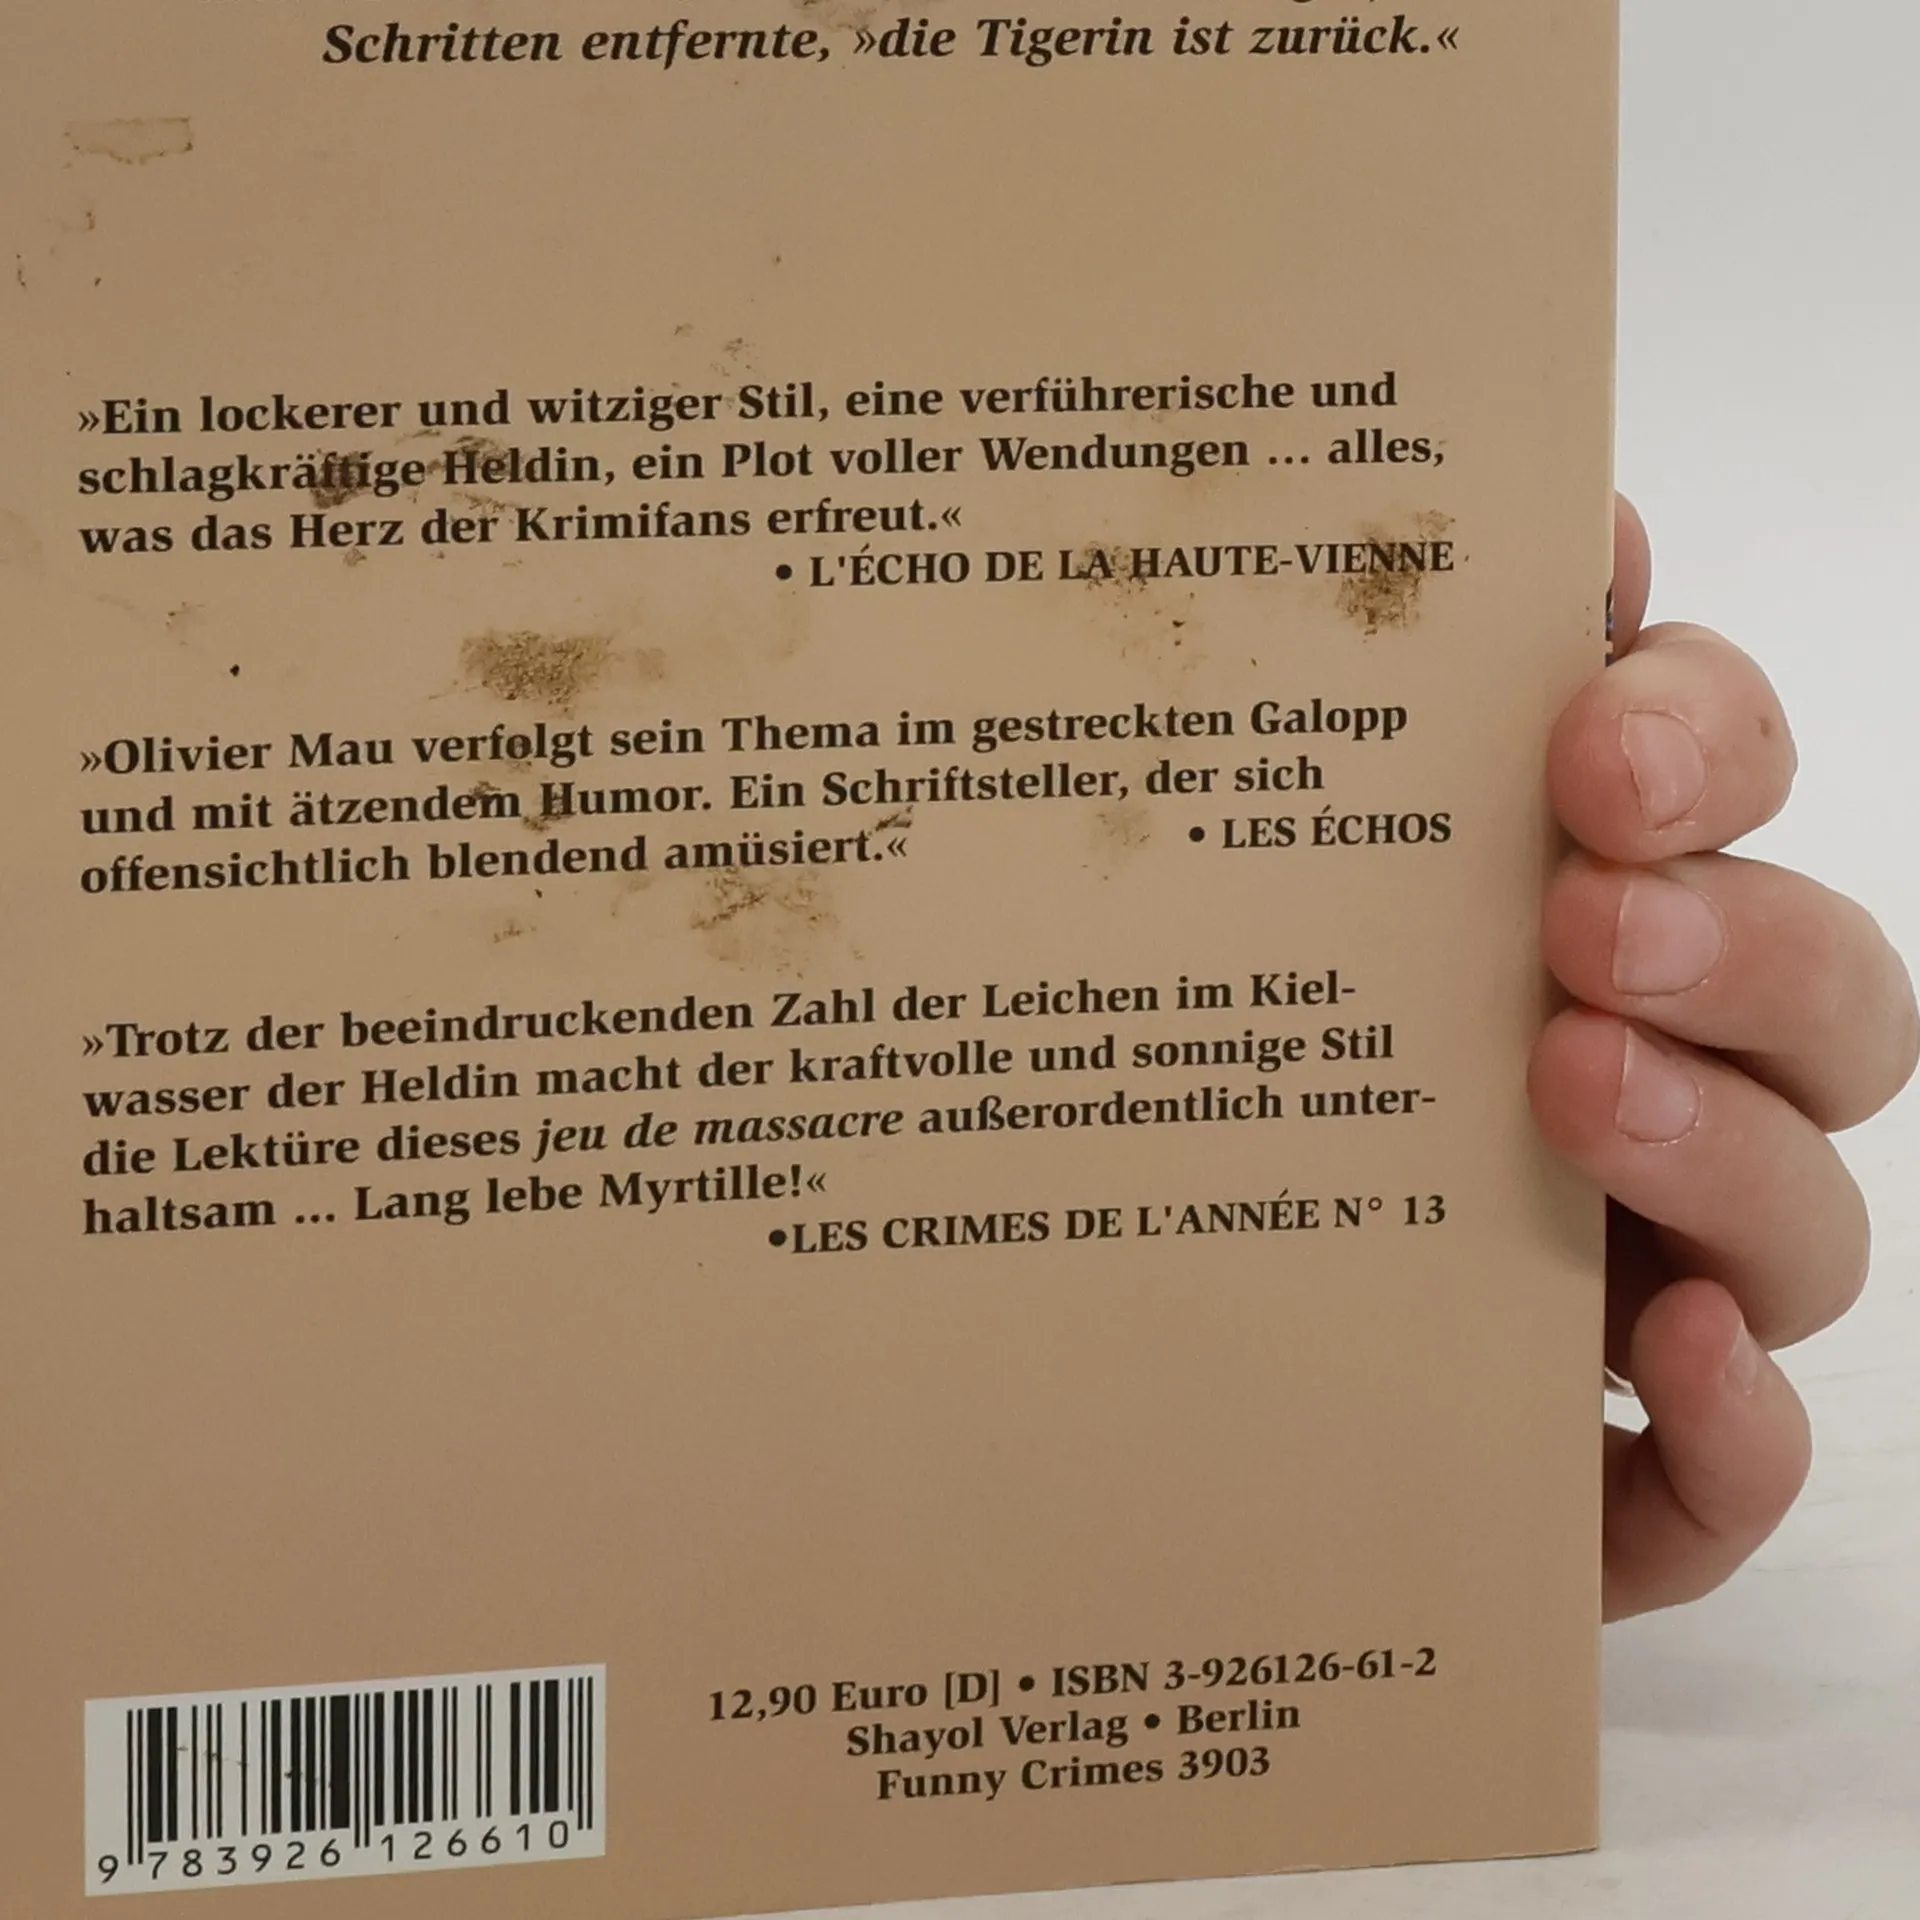 Schritten entfernte, »die Tigerin ist zurück.«
»Ein lockerer und witziger Stil, eine verführerische und
schlagkräftige Heldin, ein Plot voller Wendungen ... alles,
was das Herz der Krimifans erfreut.«
• L'ÉCHO DE LA HAUTE-VIENNE
»Olivier Mau verfolgt sein Thema im gestreckten Galopp
und mit ätzendem Humor. Ein Schriftsteller, der sich
offensichtlich blendend amüsiert.« • LES ÉCHOS
»Trotz der beeindruckenden Zahl der Leichen im Kiel-
wasser der Heldin macht der kraftvolle und sonnige Stil
die Lektüre dieses jeu de massacre außerordentlich unter-
haltsam ... Lang lebe Myrtille!«
•LES CRIMES DE L'ANNÉE N° 13
12,90 Euro [D] • ISBN 3-926126-61-2
Shayol Verlag • Berlin
Funny Crimes 3903
9 783926 126610